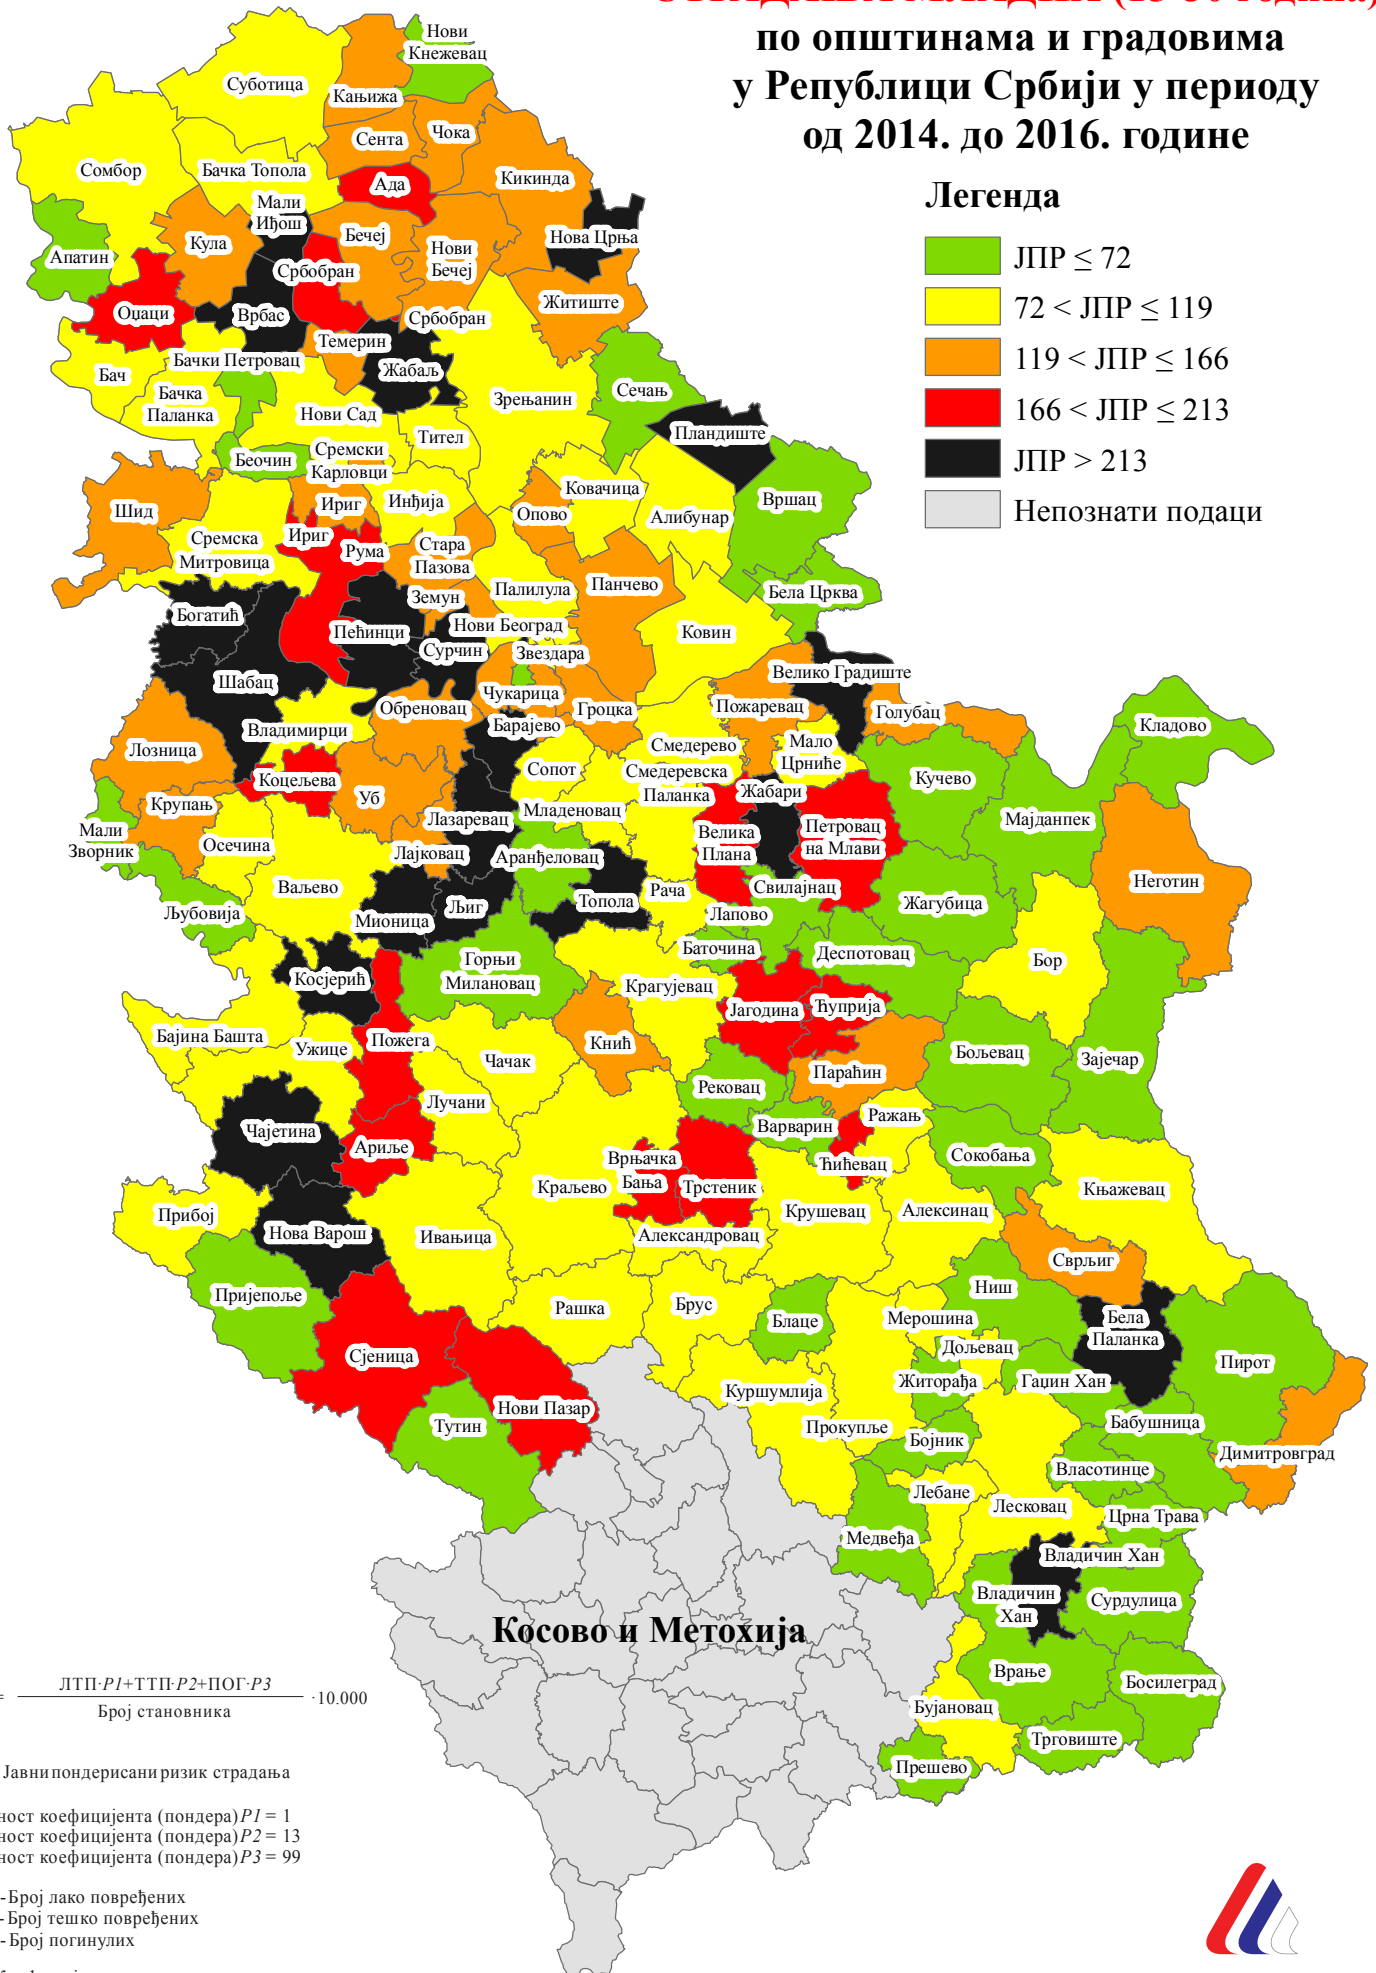 по општинама и градовима
у Републици Србији у периоду
од 2014. до 2016. године
Легенда
ЈПР ≤ 72
72 < ЈПР ≤ 119
119 < ЈПР ≤ 166
166 < ЈПР ≤ 213
ЈПР > 213
Непознати подаци
Нови
Кнежевац
Суботица
Кањижа
Сента
Чока
Сомбор
Бачка Топола
Ада
Кикинда
Мали
Иђош
Нова Црња
Апатин
Кула
Бечеј
Нови
Бечеј
Србобран
Житиште
Оџаци
Врбас
Србобран
Темерин
Бачки Петровац
Жабаљ
Бач
Сечањ
Бачка
Паланка
Зрењанин
Нови Сад
Пландиште
Тител
Беочин
Сремски
Карловци
Ковачица
Вршац
Шид
Ириг
Инђија
Опово
Алибунар
Сремска
Митровица
Ириг
Рума
Стара
Пазова
Палилула
Панчево
Бела Црква
Земун
Богатић
Пећинци
Нови Београд
Ковин
Сурчин
Звездара
Велико Градиште
Шабац
Чукарица
Обреновац
Гроцка
Пожаревац
Голубац
Кладово
Владимирци
Барајево
Лозница
Смедерево
Мало
Црниће
Коцељева
Сопот
Смедеревска
Паланка
Кучево
Жабари
Крупањ
Уб
Младеновац
Мали
Зворник
Лазаревац
Велика
Плана
Петровац
на Млави
Мајданпек
Осечина
Лајковац
Аранђеловац
Неготин
Ваљево
Свилајнац
Рача
Љубовија
Мионица
Љиг
Топола
Лапово
Жагубица
Баточина
Деспотовац
Горњи
Милановац
Бор
Косјерић
Крагујевац
Јагодина
Ћуприја
Бајина Башта
Ужице
Пожега
Чачак
Кнић
Бољевац
Зајечар
Параћин
Рековац
Лучани
Ражањ
Варварин
Чајетина
Ариље
Сокобања
Врњачка
Бања
Ћићевац
Краљево
Трстеник
Књажевац
Прибој
Крушевац
Алексинац
Нова Варош
Ивањица
Александровац
Сврљиг
Пријепоље
Ниш
Рашка
Брус
Блаце
Мерошина
Бела
Паланка
Дољевац
Сјеница
Пирот
Житорађа
Гаџин Хан
Куршумлија
Нови Пазар
Бабушница
Тутин
Прокупље
Бојник
Димитровград
Власотинце
Лебане
Лесковац
Црна Трава
Медвеђа
Владичин Хан
Владичин
Хан
Сурдулица
Косово и Метохија
Врање
Босилеград
Бујановац
Трговиште
Прешево
= ЛТП·P1+ТТП·P2+ПОГ·P3 ·10.000
Број становника
Јавни пондерисани ризик страдања
ност коефицијента (пондера) P1 = 1
ност коефицијента (пондера) P2 = 13
ност коефицијента (пондера) P3 = 99
- Број лако повређених
- Број тешко повређених
- Број погинулих